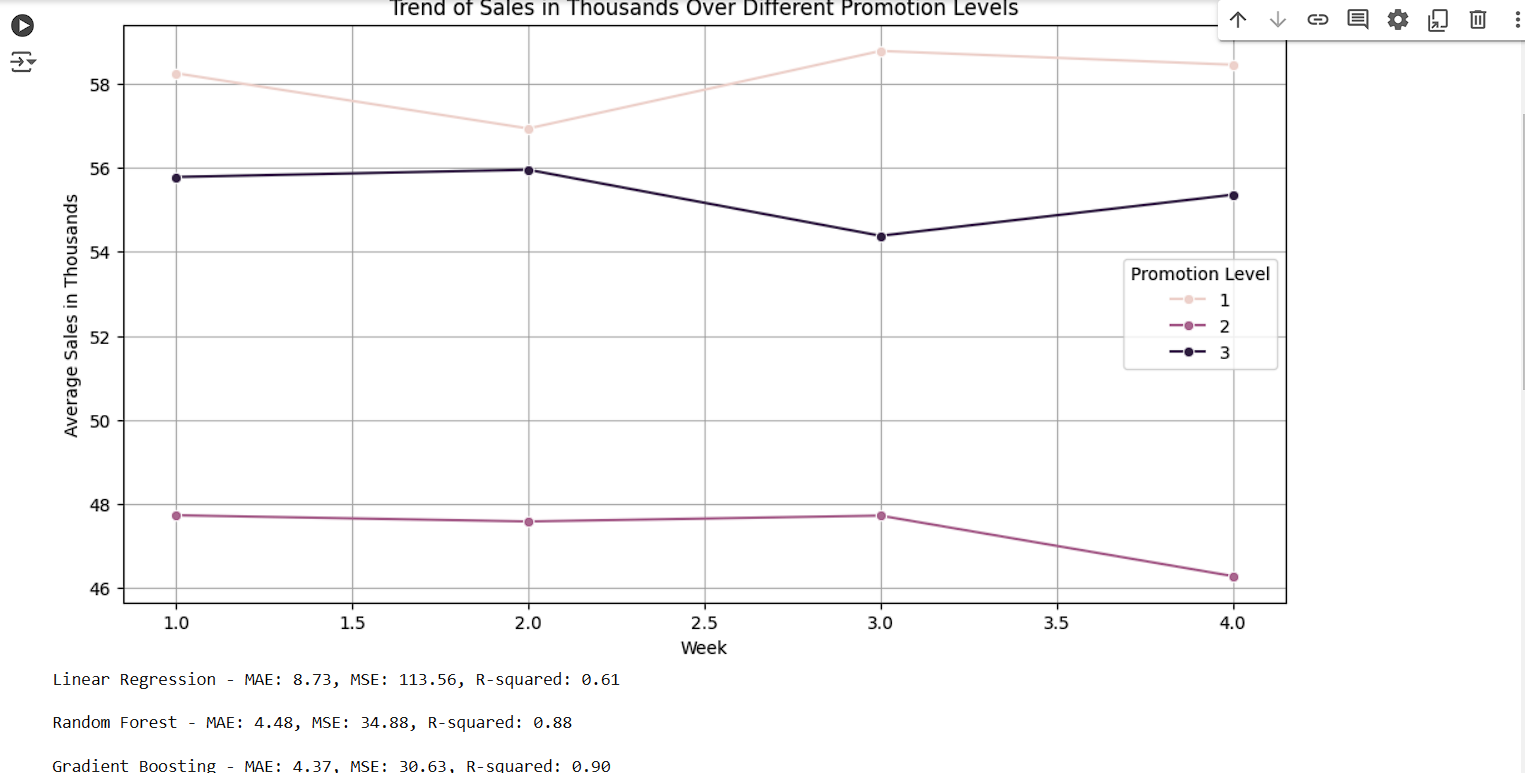 Trend of Sales in Thousands Over Different Promotion Levels
58
56
54
52
50
48
46
Average Sales in Thousands
Promotion Level
1
2
3
1.0 1.5 2.0 2.5 3.0 3.5 4.0
Week
Linear Regression - MAE: 8.73, MSE: 113.56, R-squared: 0.61
Random Forest - MAE: 4.48, MSE: 34.88, R-squared: 0.88
Gradient Boosting - MAE: 4.37, MSE: 30.63, R-squared: 0.90